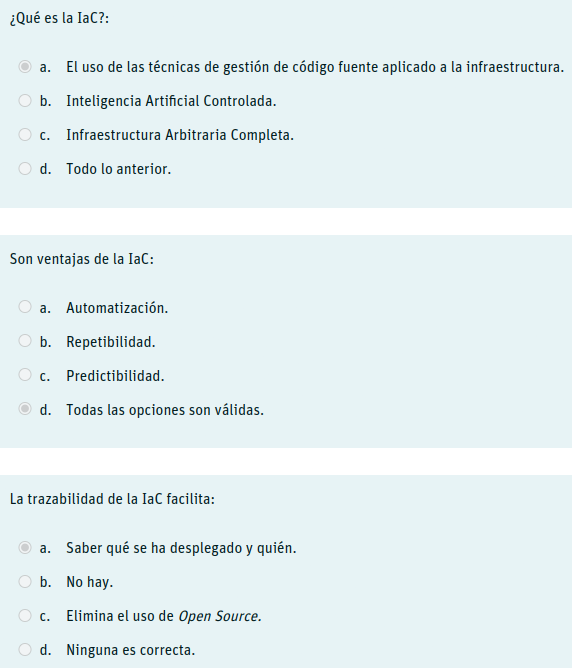 ¿Qué es la IaC?:
a. El uso de las técnicas de gestión de código fuente aplicado a la infraestructura.
b. Inteligencia Artificial Controlada.
c. Infraestructura Arbitraria Completa.
d. Todo lo anterior.
Son ventajas de la IaC:
a. Automatización.
b. Repetibilidad.
c. Predictibilidad.
d. Todas las opciones son válidas.
La trazabilidad de la IaC facilita:
a. Saber qué se ha desplegado y quién.
b. No hay.
c. Elimina el uso de Open Source.
d. Ninguna es correcta.